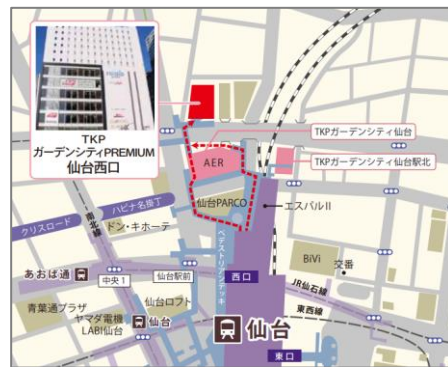 TKP
ガーデンシティPREMIUM
仙台西口
TKPガーデンシティ仙台
TKPガーデンシティ仙台駅北
AER
仙台PARCO
エスパルⅡ
クリスロード
ハピナ名掛丁
南北線
ドン・キホーテ
ペデストリアンデッキ
BiVi
交番
あおば通
仙台駅前
西口
JR仙石線
中央1
東西線
青葉通プラザ
仙台ロフト
ヤマダ電機
LABI仙台
仙台
仙台
東口